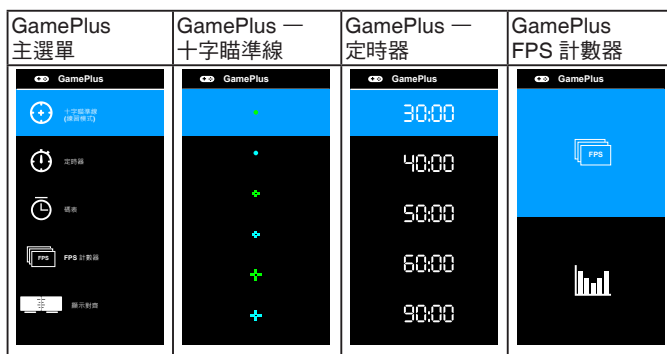 GamePlus
主選單
GamePlus —
十字瞄準線
GamePlus —
定時器
GamePlus
FPS 計數器
GamePlus
十字瞄準線
(練習模式)
定時器
碼表
FPS
FPS 計數器
顯示對齊
GamePlus
GamePlus
30:00
40:00
50:00
60:00
90:00
GamePlus
FPS